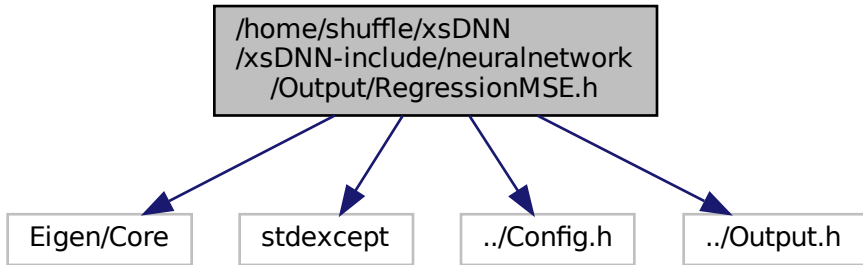 /home/shuffle/xsDNN
/xsDNN-include/neuralnetwork
/Output/RegressionMSE.h
Eigen/Core
stdexcept
../Config.h
../Output.h